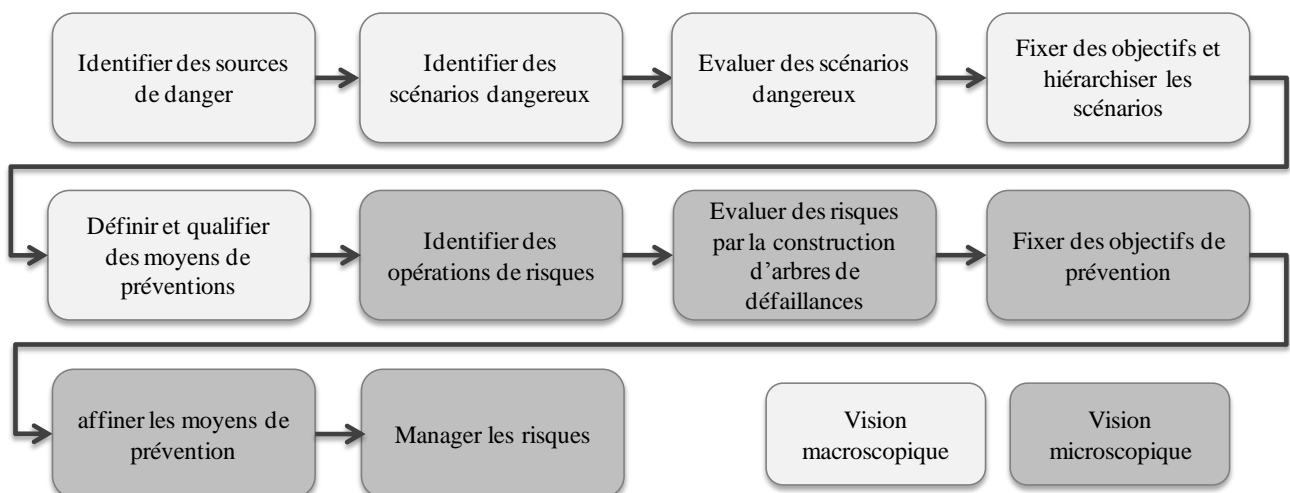 Identifier des sources
de danger
Identifier des
scénarios dangereux
Evaluer des scénarios
dangereux
Fixer des objectifs et
hiérarchiser les
scénarios
Définir et qualifier
des moyens de
préventions
Identifier des
opérations de risques
Evaluer des risques
par la construction
d’arbres de
défaillances
Fixer des objectifs de
prévention
affiner les moyens de
prévention
Manager les risques
Vision
macroscopique
Vision
microscopique